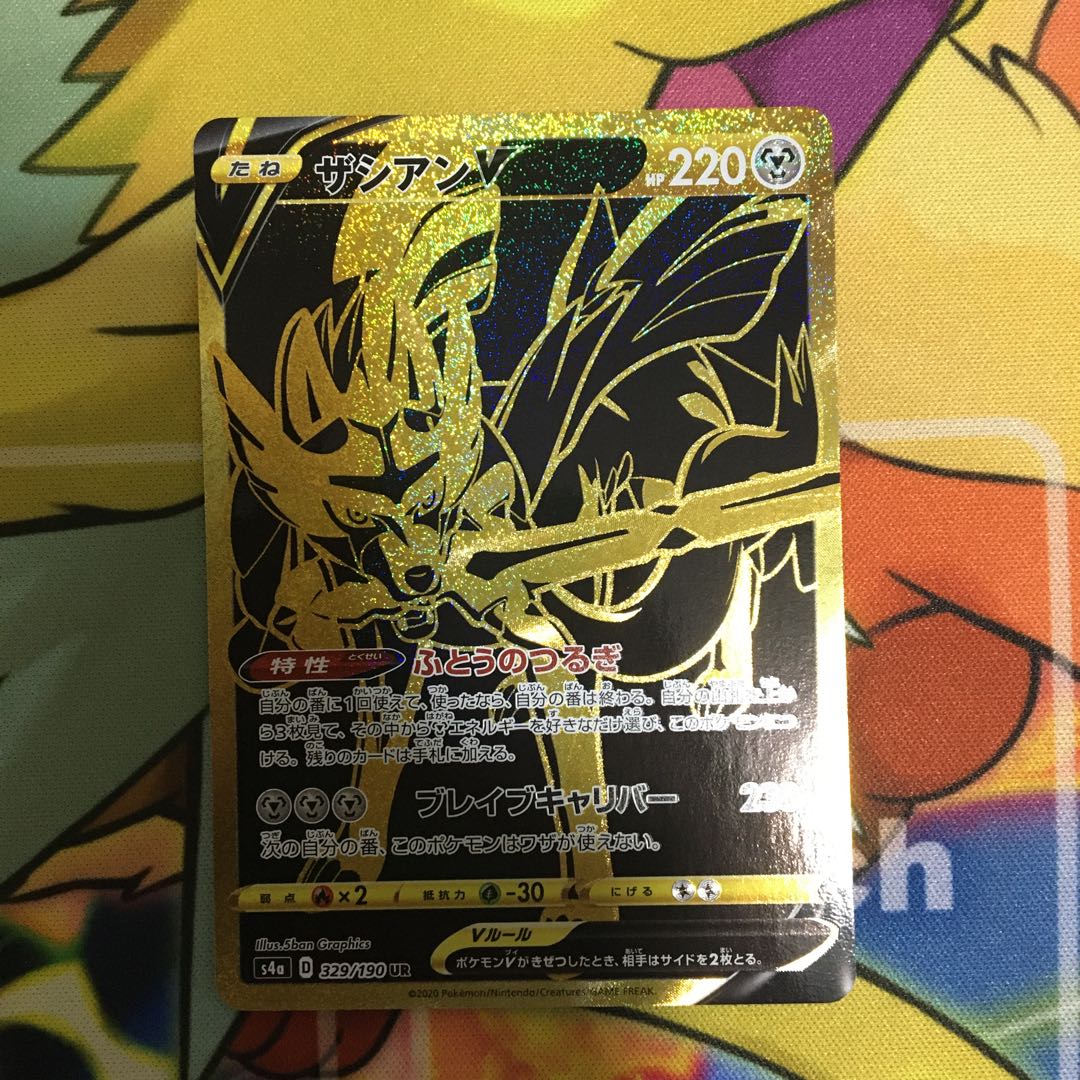 たね ザシアンV HP 220
特性 とくせい ふとうのつるぎ
自分の番に1回使えて、使ったなら、自分の番は終わる。自分の
ら3枚見て、その中からエネルギーを好きなだけ選び、このポケモン
ける。残りのカードは手札に加える。
ブレイブキャリバー
次の自分の番、このポケモンはワザが使えない。
弱点 ×2 抵抗力 -30 にげる
Vルール
ポケモンVがきぜつしたとき、相手はサイドを2枚とる。
Illus. 5ban Graphics
s4a D 329/190 UR
©2020 Pokémon/Nintendo/Creatures/GAME FREAK.
ch